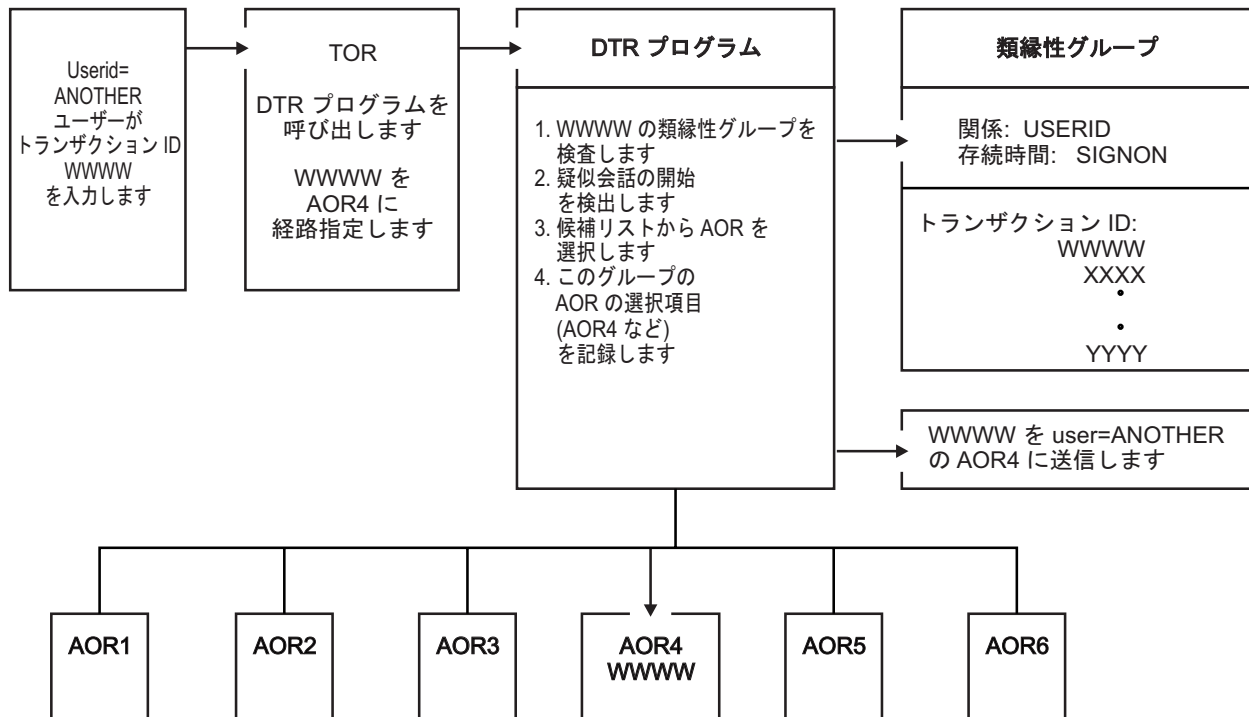 Userid=
ANOTHER
ユーザーが
トランザクション ID
WWWW
を入力します
TOR
DTR プログラムを
呼び出します
WWWW を
AOR4 に
経路指定します
DTR プログラム
1. WWWW の類縁性グループを
検査します
2. 疑似会話の開始
を検出します
3. 候補リストから AOR を
選択します
4. このグループの
AOR の選択項目
(AOR4 など)
を記録します
類縁性グループ
関係: USERID
存続時間: SIGNON
トランザクション ID:
WWWW
XXXX
•
•
YYYY
WWWW を user=ANOTHER
の AOR4 に送信します
AOR1
AOR2
AOR3
AOR4
WWWW
AOR5
AOR6